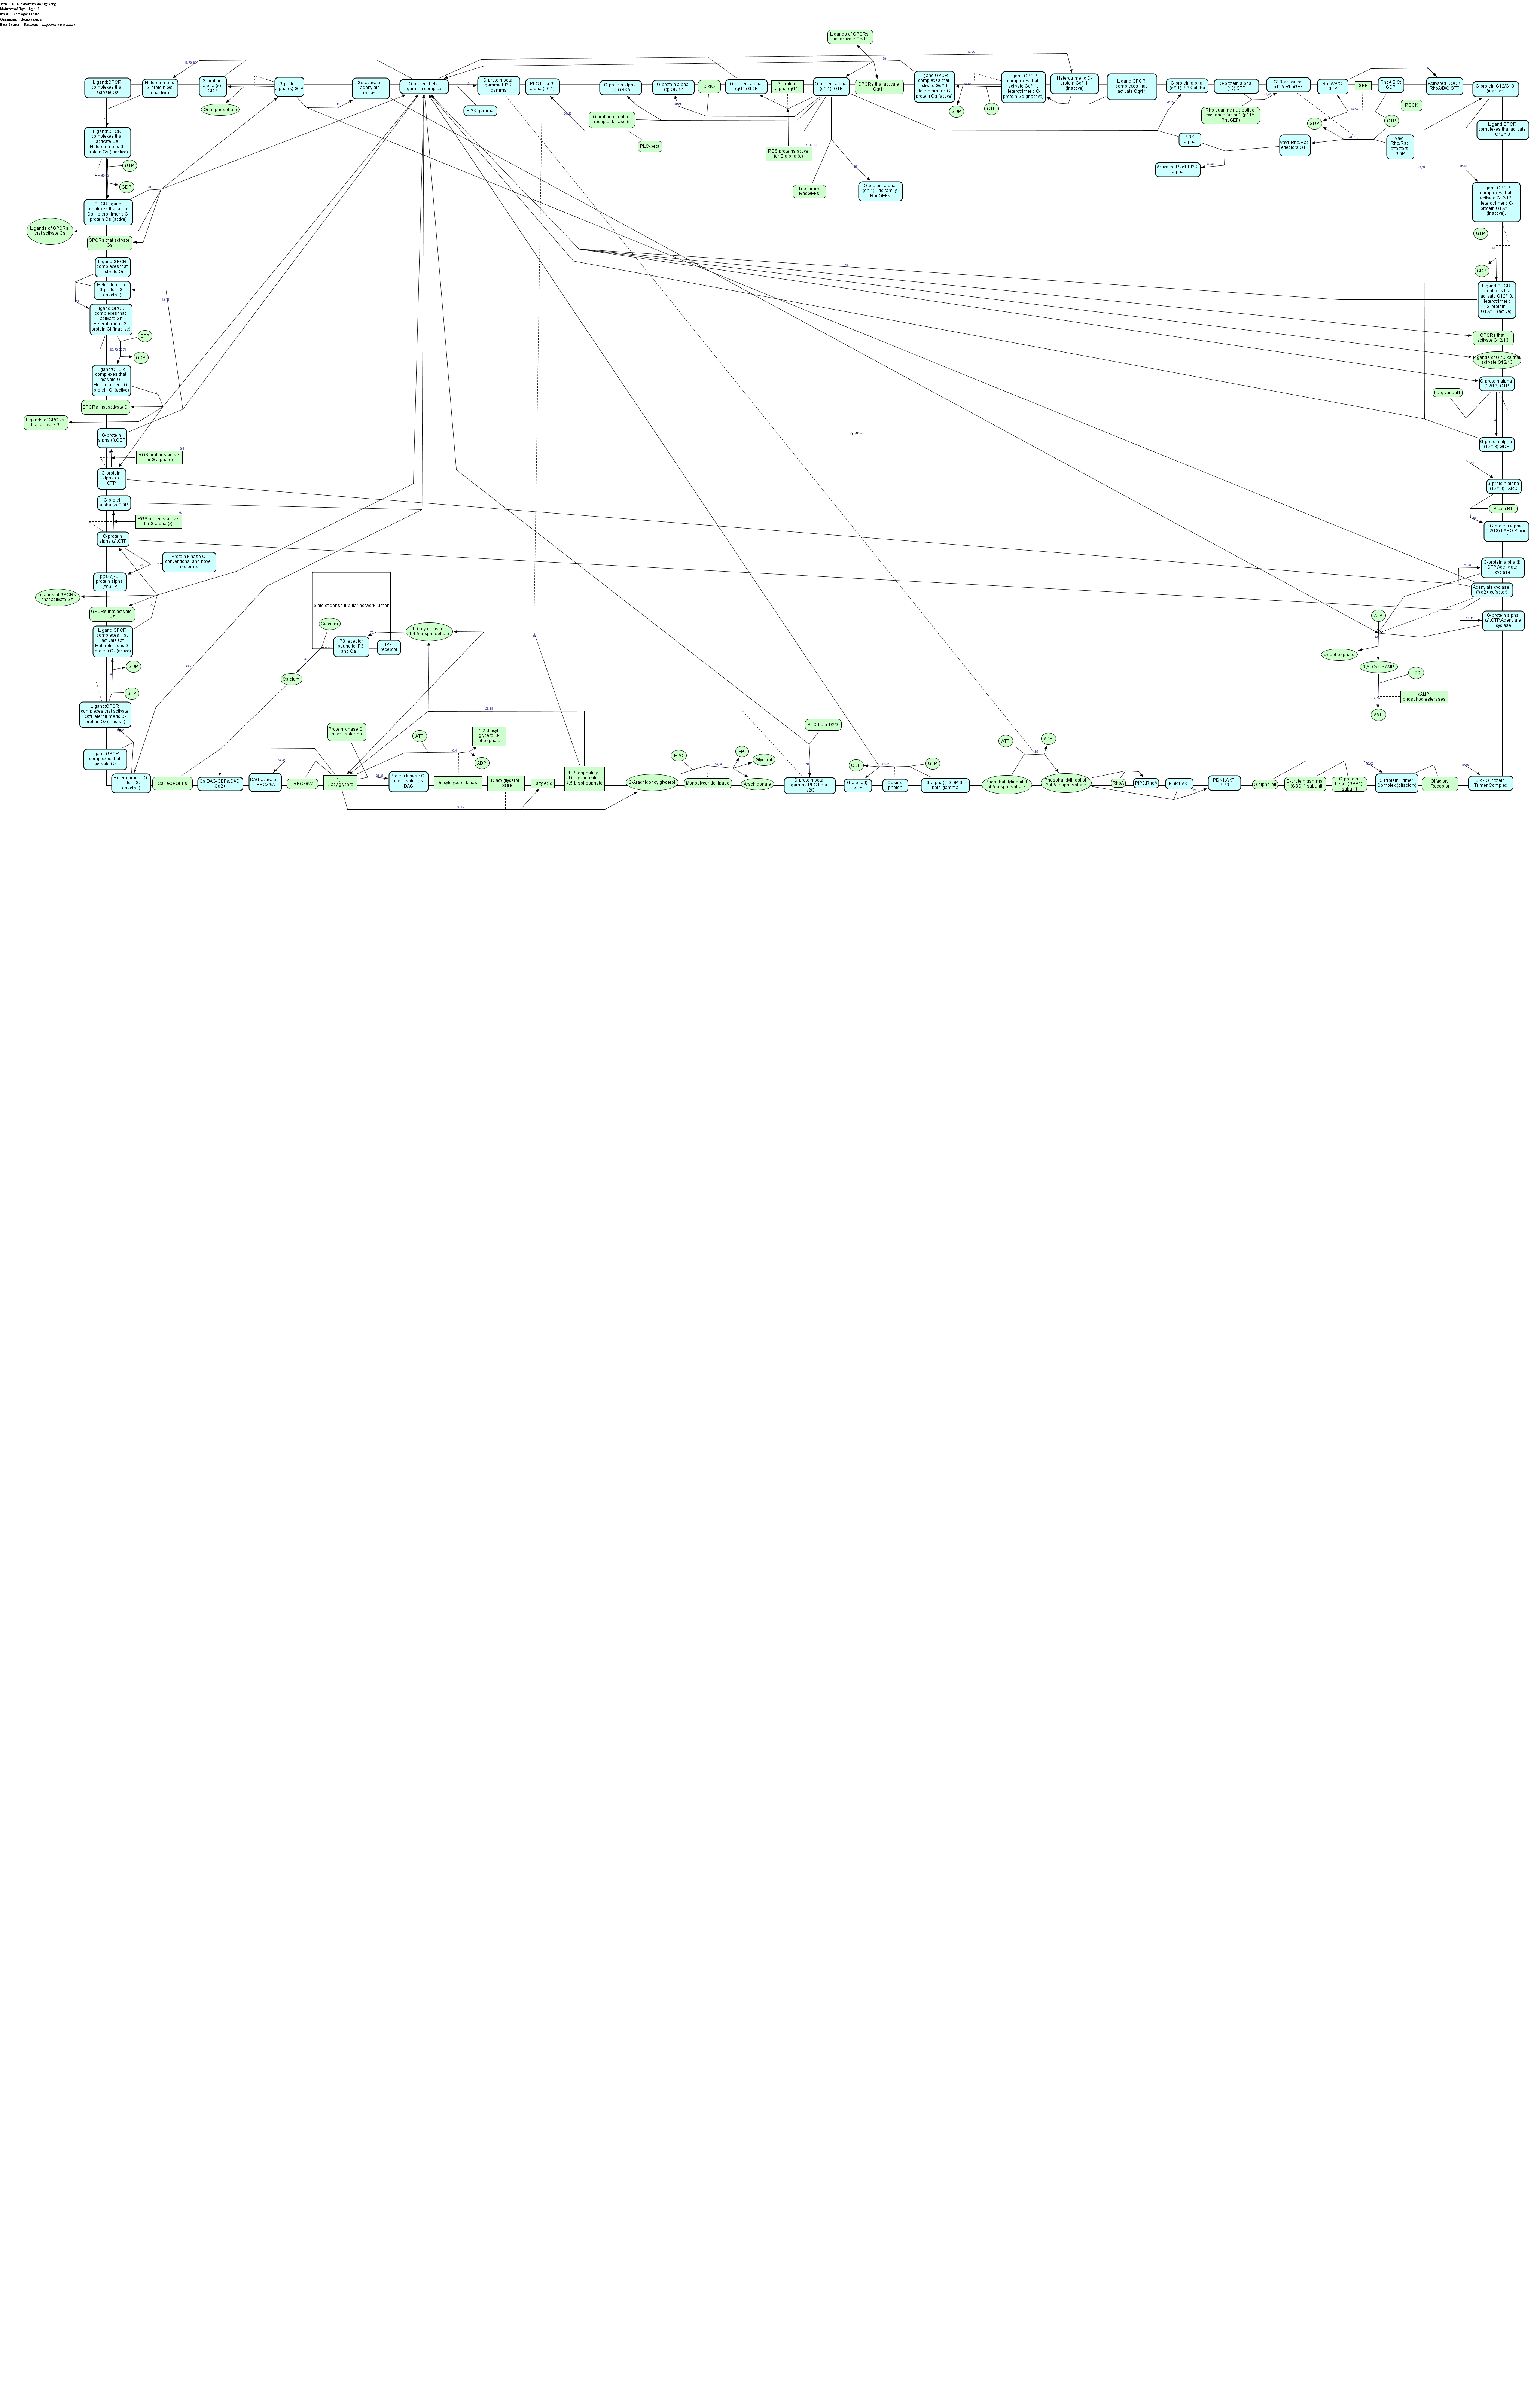 Title: GPCR downstream signaling
Organism: Homo sapiens
Ligands of GPCRs
that activate Gq/11
Ligand GPCR
complexes that
activate Gs
Heterotrimeric
G-protein Gs
(inactive)
G-protein
alpha (s)
GDP
G-protein
alpha (s):GTP
Gs-activated
adenylate
cyclase
G-protein beta-
gamma complex
G-protein beta-
gamma:PI3K
gamma
PLC beta:G
alpha (q/11)
G-protein alpha
(q):GRK5
G-protein alpha
(q):GRK2
GRK2
G-protein alpha
(q/11):GDP
G-protein
alpha (q/11)
G-protein alpha
(q/11): GTP
GPCRs that activate
Gq/11
Ligand GPCR
complexes that
activate Gq/11:
Heterotrimeric G-
protein Gq (active)
Ligand GPCR
complexes that
activate Gq/11:
Heterotrimeric G-
protein Gq (inactive)
Heterotrimeric G-
protein Gq/11
(inactive)
Ligand GPCR
complexes that
activate Gq/11
G-protein alpha
(q/11):PI3K alpha
G-protein alpha
(13):GTP
G13-activated
p115-RhoGEF
RhoA/B/C:
GTP
GEF
RhoA,B,C:
GDP
Activated ROCK:
RhoA/B/C:GTP
G-protein G12/G13
(inactive)
Orthophosphate
PI3K gamma
G protein-coupled
receptor kinase 5
PLC-beta
RGS proteins active
for G alpha (q)
Trio family
RhoGEFs
G-protein alpha
(q/11):Trio family
RhoGEFs
GDP
GTP
Rho guanine nucleotide
exchange factor 1 (p115-
RhoGEF)
ROCK
GDP
GTP
PI3K
alpha
Activated Rac1:PI3K
alpha
Vav1 Rho/Rac
effectors:GTP
Vav1
Rho/Rac
effectors:
GDP
Ligand GPCR
complexes that activate
G12/13
Ligand GPCR
complexes that
activate Gs:
Heterotrimeric G-
protein Gs (inactive)
GTP
GDP
GPCR ligand
complexes that act on
Gs:Heterotrimeric G-
protein Gs (active)
Ligands of GPCRs
that activate Gs
GPCRs that activate
Gs
Ligand GPCR
complexes that
activate G12/13:
Heterotrimeric G-
protein G12/13
(inactive)
GTP
GDP
Ligand GPCR
complexes that
activate G12/13
Heterotrimeric
G-protein
G12/13 (active)
GPCRs that
activate G12/13
Ligands of GPCRs that
activate G12/13
G-protein alpha
(12/13):GTP
Larg variant1
G-protein alpha
(12/13):GDP
cytosol
Ligand GPCR
complexes that
activate Gi
Heterotrimeric
G-protein Gi
(inactive)
Ligand GPCR
complexes that
activate Gi:
Heterotrimeric G-
protein Gi (inactive)
GTP
GDP
Ligand GPCR
complexes that
activate Gi:
Heterotrimeric G-
protein Gi (active)
GPCRs that activate Gi
Ligands of GPCRs
that activate Gi
G-protein
alpha (i):GDP
RGS proteins active
for G alpha (i)
G-protein
alpha (i):
GTP
G-protein
alpha (z):GDP
RGS proteins active
for G alpha (z)
G-protein
alpha (z):GTP
Protein kinase C
conventional and novel
isoforms
p(S27)-G
protein alpha
(z):GTP
Ligands of GPCRs
that activate Gz
GPCRs that activate
Gz
Ligand GPCR
complexes that
activate Gz:
Heterotrimeric G-
protein Gz (active)
GDP
GTP
Ligand GPCR
complexes that activate
Gz:Heterotrimeric G-
protein Gz (inactive)
Ligand GPCR
complexes that
activate Gz
G-protein alpha
(12/13):LARG
Plexin B1
G-protein alpha
(12/13):LARG:Plexin
B1
G-protein alpha (i):
GTP:Adenylate
cyclase
Adenylate cyclase
(Mg2+ cofactor)
G-protein alpha
(z):GTP:Adenylate
cyclase
ATP
pyrophosphate
3',5'-Cyclic AMP
H2O
cAMP
phosphodiesterases
AMP
platelet dense tubular network lumen
Calcium
IP3 receptor
bound to IP3
and Ca++
IP3
receptor
1D-myo-Inositol
1,4,5-trisphosphate
Calcium
Protein kinase C,
novel isoforms
ATP
1,2-diacyl-
glycerol 3-
phosphate
ADP
PLC-beta 1/2/3
H2O
H+
Glycerol
GDP
GTP
ATP
ADP
Heterotrimeric G-
protein Gz
(inactive)
CalDAG-GEFs
CalDAG-GEFs:DAG:
Ca2+
DAG-activated
TRPC3/6/7
TRPC3/6/7
1,2-
Diacylglycerol
Protein kinase C,
novel isoforms:
DAG
Diacylglycerol kinase
Diacylglycerol
lipase
Fatty Acid
1-Phosphatidyl-
D-myo-inositol
4,5-bisphosphate
2-Arachidonoylglycerol
Monoglyceride lipase
Arachidonate
G-protein beta-
gamma:PLC-beta
1/2/3
G-alpha(t)-
GTP
Opsins
:photon
G-alpha(t)-GDP:G-
beta-gamma
Phosphatidylinositol-
4,5-bisphosphate
Phosphatidylinositol-
3,4,5-trisphosphate
RhoA
PIP3:RhoA
PDK1:AKT
PDK1:AKT:
PIP3
G alpha-olf
G-protein gamma
1(GBG1) subunit
G-protein
beta1 (GBB1)
subunit
G Protein Trimer
Complex (olfactory)
Olfactory
Receptor
OR - G Protein
Trimer Complex